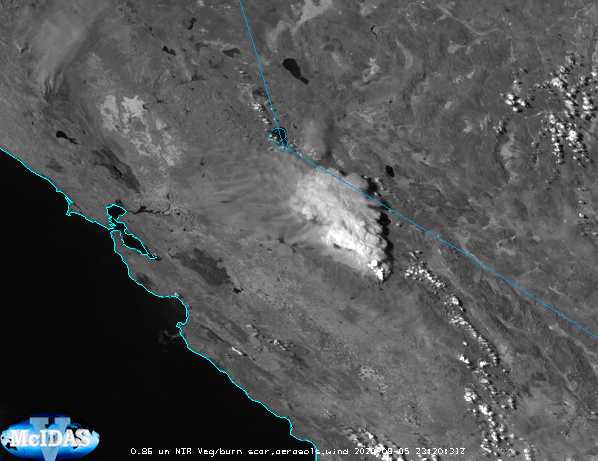 V
McIDAS
0.86 um NIR Veg/burn scar,aerosols,wind 2020-09-05 23:20:31Z